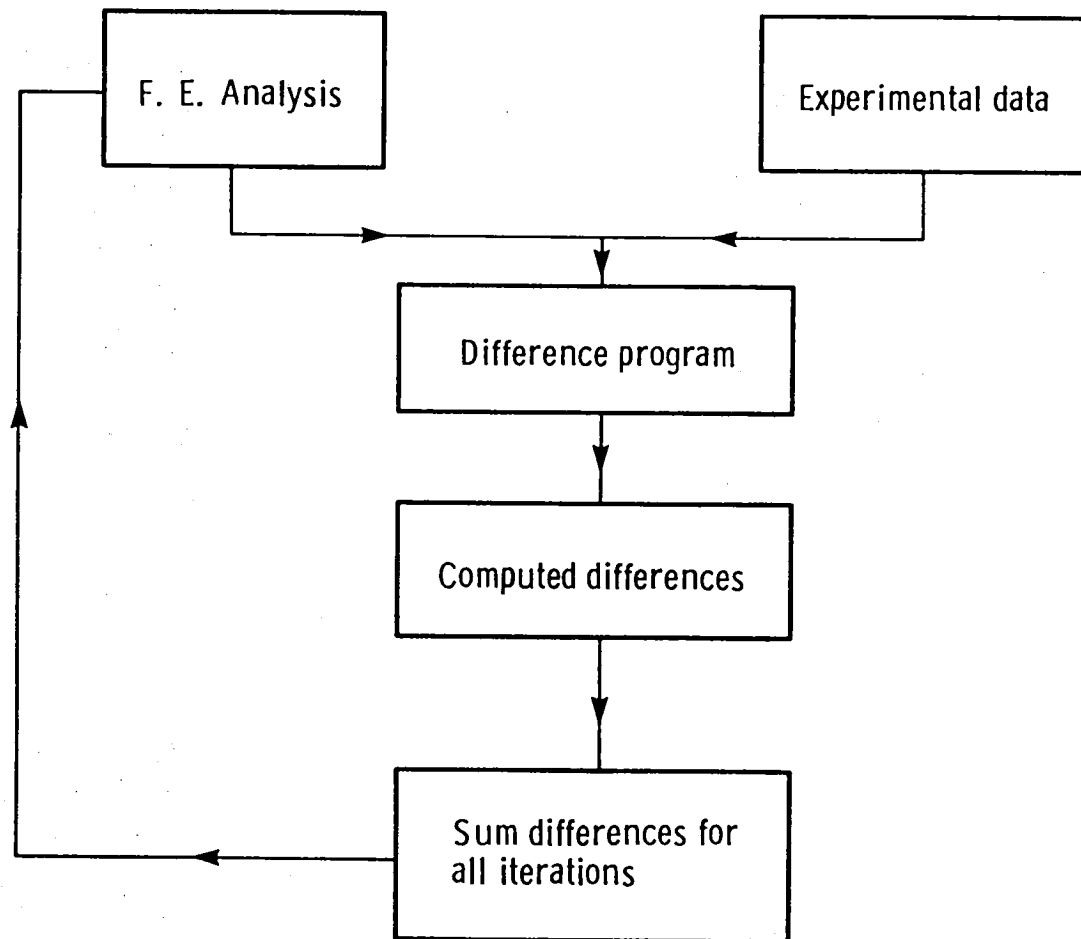 F. E. Analysis
Experimental data
Difference program
Computed differences
Sum differences for
all iterations